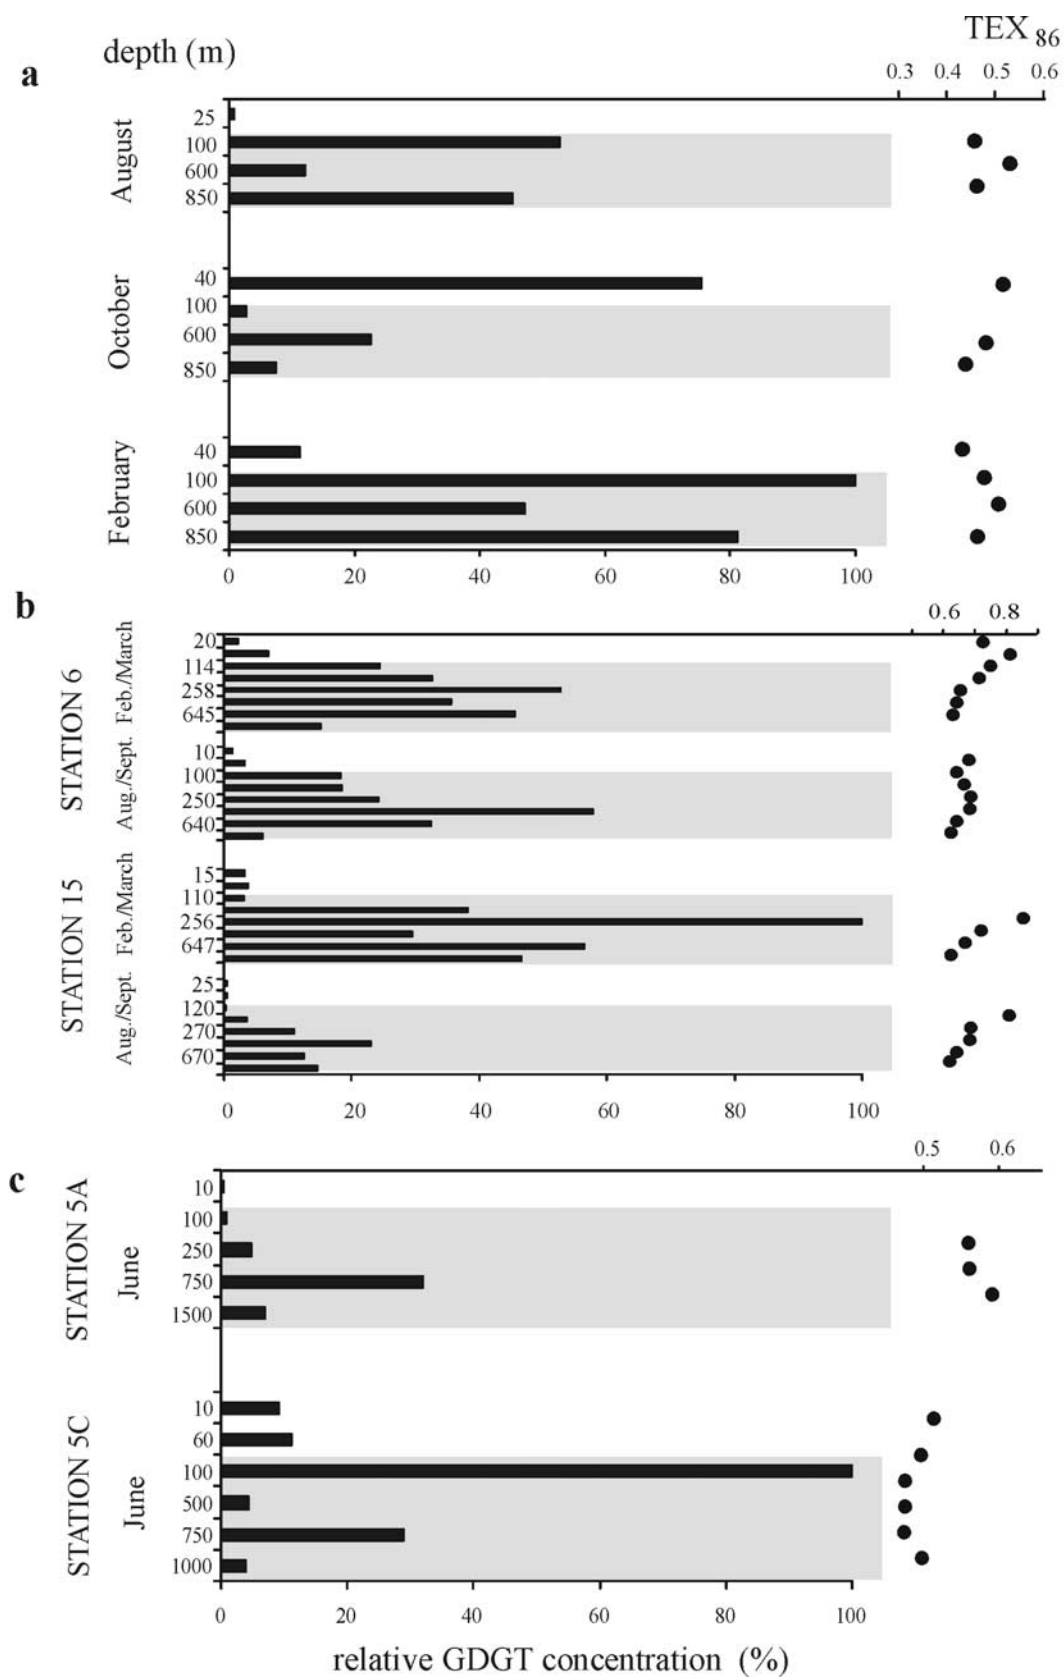 TEX 86
depth (m)
a
0.3 0.4 0.5 0.6
August
25
100
600
850
October
40
100
600
850
February
40
100
600
850
0 20 40 60 80 100
b
0.6 0.8
STATION 6
Feb./March
20
114
258
645
Aug./Sept.
10
100
250
640
STATION 15
Feb./March
15
110
256
647
Aug./Sept.
25
120
270
670
0 20 40 60 80 100
0.5 0.6
c
STATION 5A
June
10
100
250
750
1500
STATION 5C
June
10
60
100
500
750
1000
0 20 40 60 80 100
relative GDGT concentration (%)